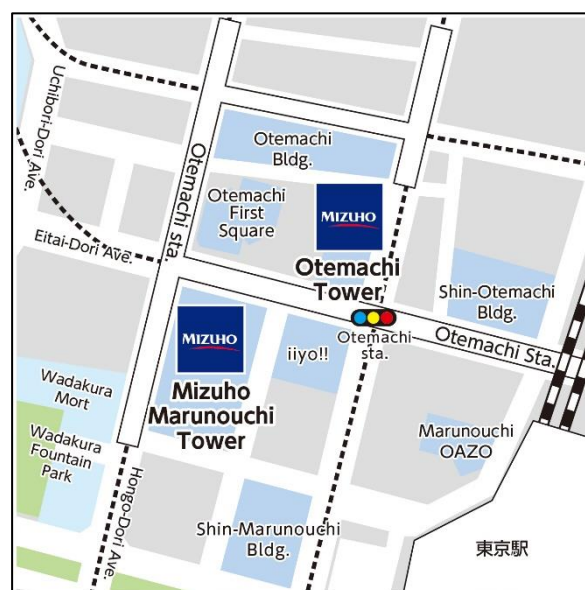 Uchibori-Dori Ave.
Otemachi
Bldg.
Otemachi sta.
Otemachi
First
Square
MIZUHO
Otemachi
Tower
Eitai-Dori Ave.
Shin-Otemachi
Bldg.
Otemachi
sta.
Otemachi Sta.
MIZUHO
iiyo!!
Mizuho
Marunouchi
Tower
Wadakura
Mort
Wadakura
Fountain
Park
Marunouchi
OAZO
Hongo-Dori Ave.
Shin-Marunouchi
Bldg.
東京駅